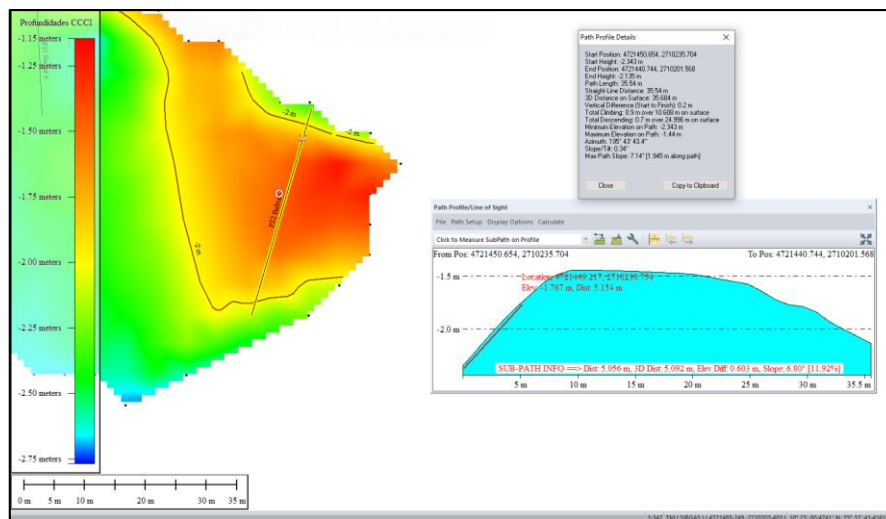 Profundidades CCCI
-1.15 meters
-1.50 meters
-1.75 meters
-2.00 meters
-2.25 meters
-2.50 meters
-2.75 meters
0 m 5 m 10 m 20 m 30 m 35 m
-2 m
-2 m
-2 m
Path Profile Details
Start Position: 4721450.654, 2710235.704
Start Height: -2.343 m
End Position: 4721440.744, 2710201.568
End Height: -2.135 m
Path Length: 35.54 m
Straight-Line Distance: 35.54 m
3D Distance on Surface: 35.604 m
Vertical Difference (Start to Finish): 0.2 m
Total Climbing: 0.9 m over 10.608 m on surface
Total Descending: 0.7 m over 24.996 m on surface
Minimum Elevation on Path: -2.343 m
Maximum Elevation on Path: -1.44 m
Azimuth: 195° 43' 43.4"
Slope/Tilt: 0.34°
Max Path Slope: 7.14° [1.945 m along path]
Close Copy to Clipboard
Path Profile/Line of Sight
File Path Setup Display Options Calculate
Click to Measure SubPath on Profile
From Pos: 4721450.654, 2710235.704 To Pos: 4721440.744, 2710201.568
-1.5 m
Elev: -1.767 m, Dist: 5.154 m
-2.0 m
SUB-PATH INFO ==> Dist: 5.056 m, 3D Dist: 5.092 m, Elev Diff: 0.603 m, Slope: 6.80° [11.92%]
5 m 10 m 15 m 20 m 25 m 30 m 35.5 m